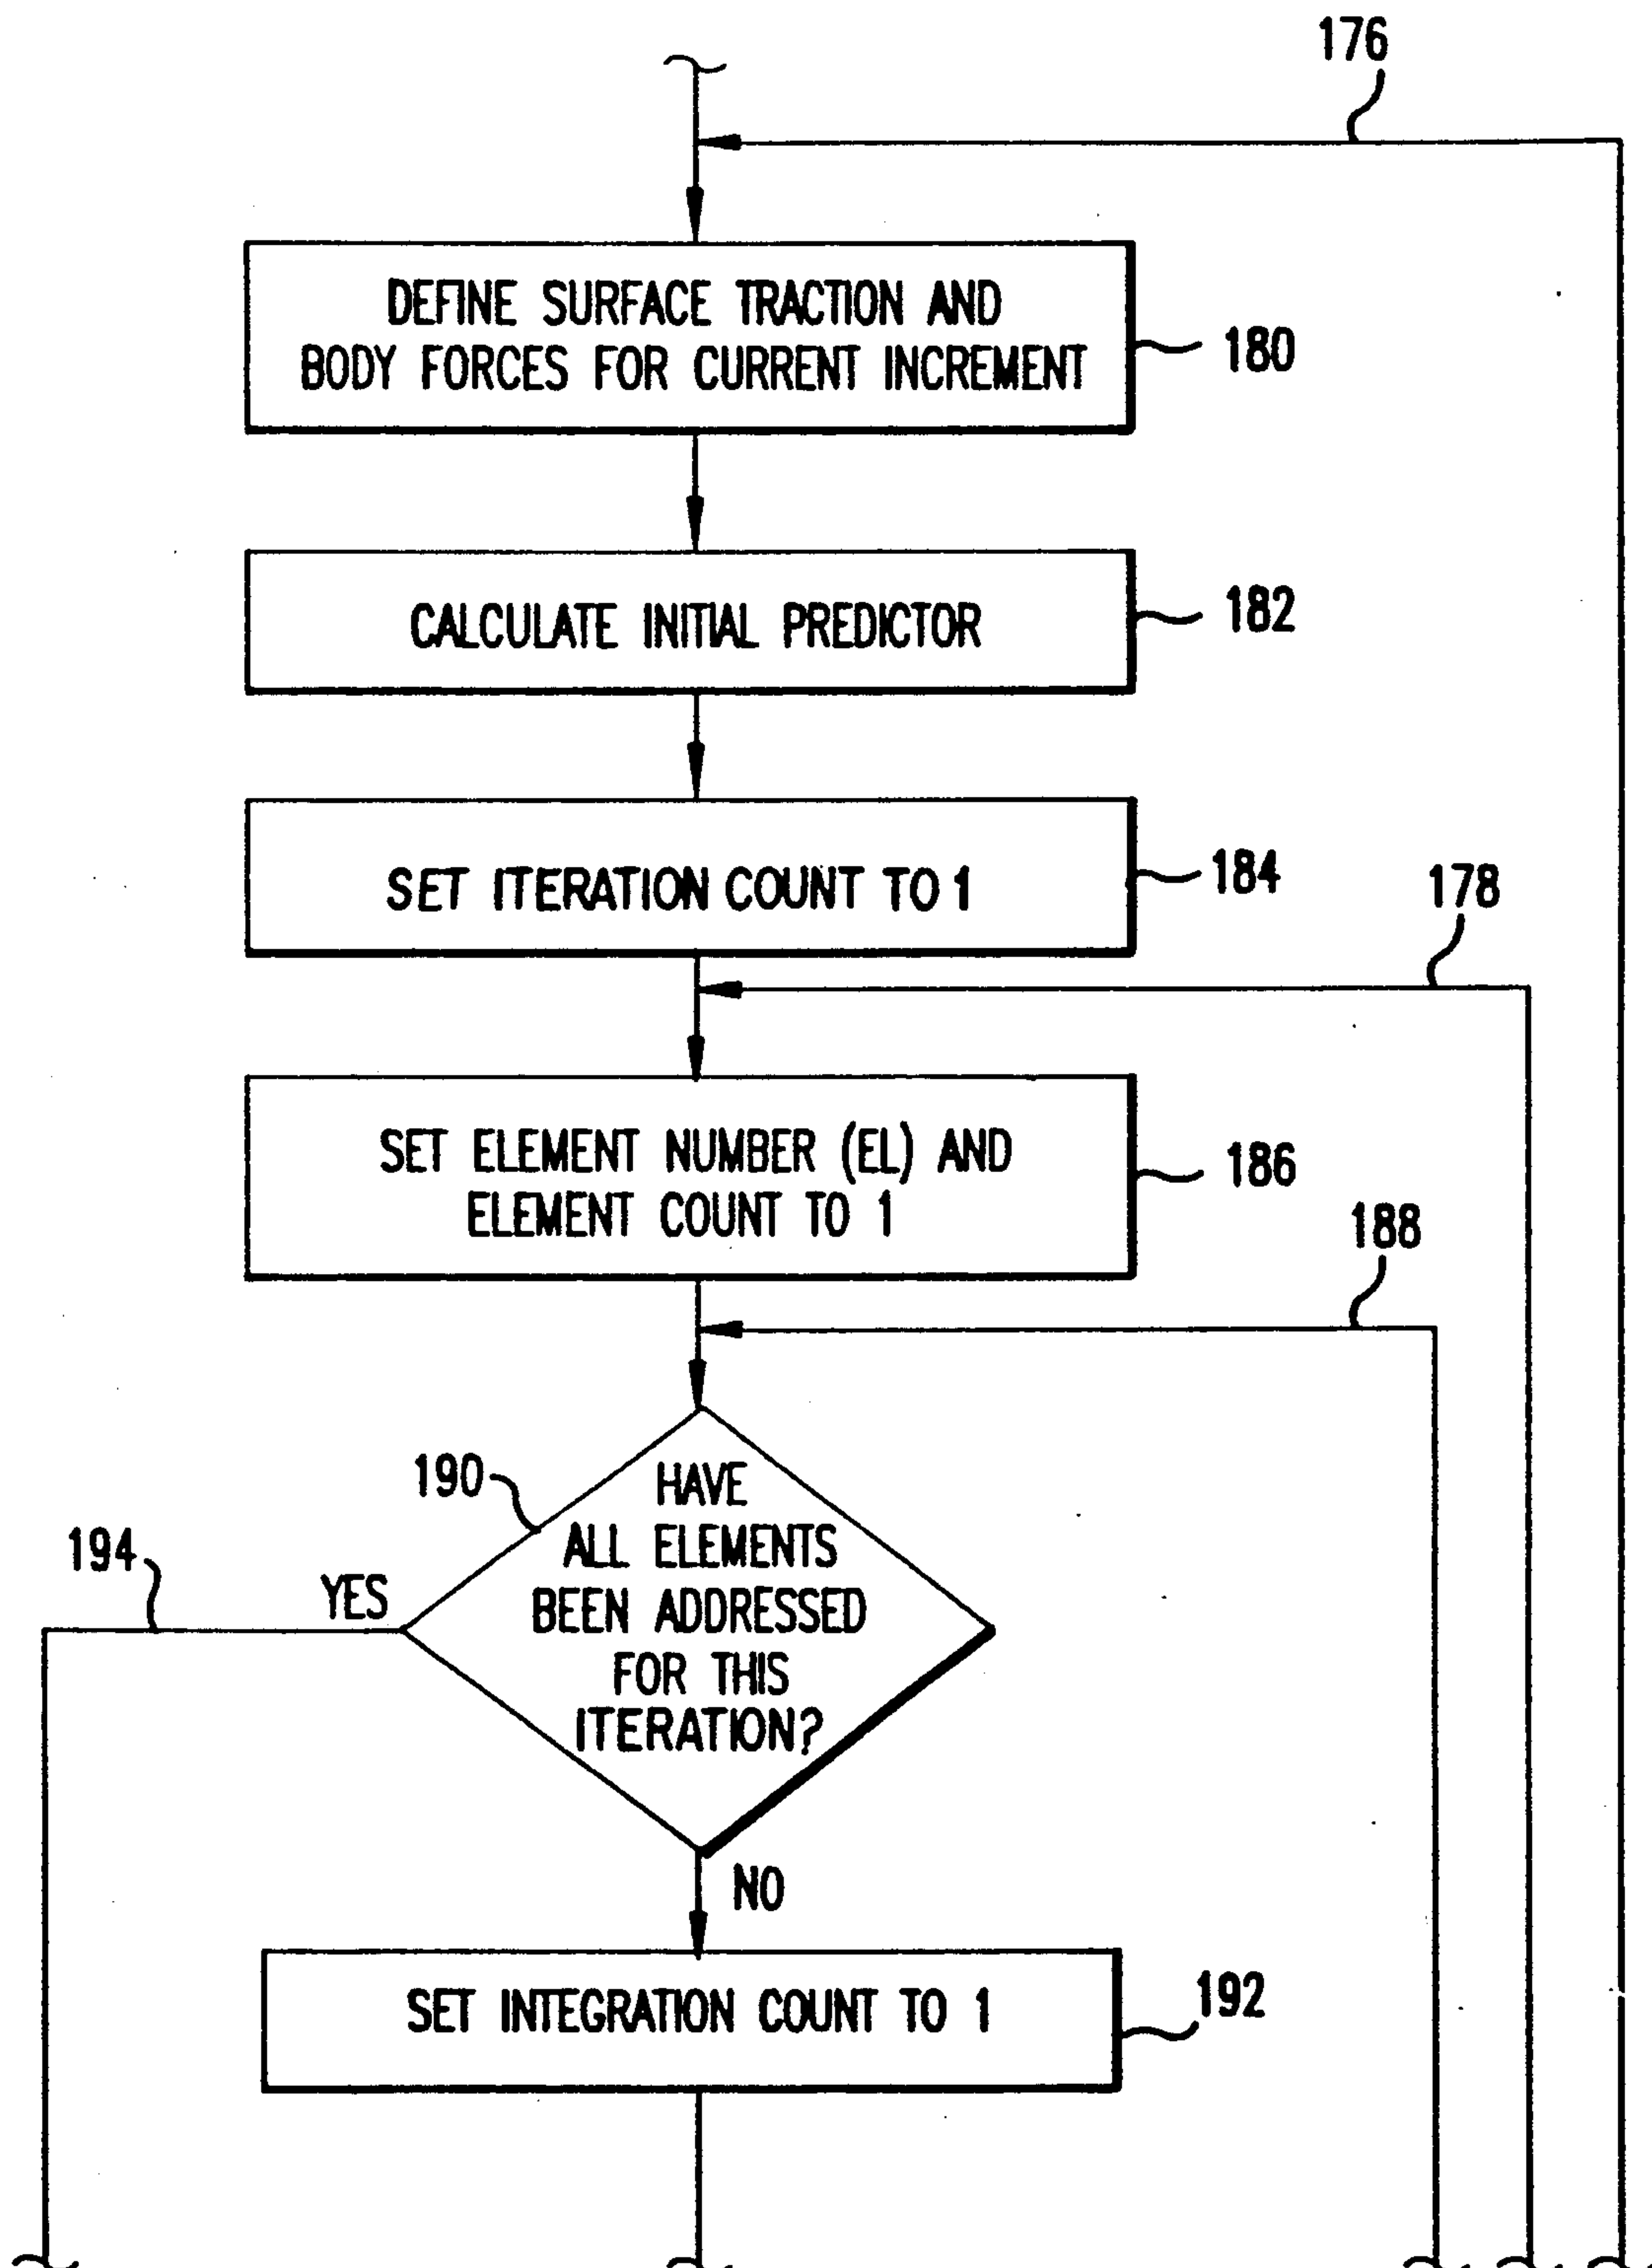 176
DEFINE SURFACE TRACTION AND
BODY FORCES FOR CURRENT INCREMENT
180
CALCULATE INITIAL PREDICTOR
182
SET ITERATION COUNT TO 1
184
178
SET ELEMENT NUMBER (EL) AND
ELEMENT COUNT TO 1
186
188
190
HAVE
ALL ELEMENTS
BEEN ADDRESSED
FOR THIS
ITERATION?
194
YES
NO
SET INTEGRATION COUNT TO 1
192